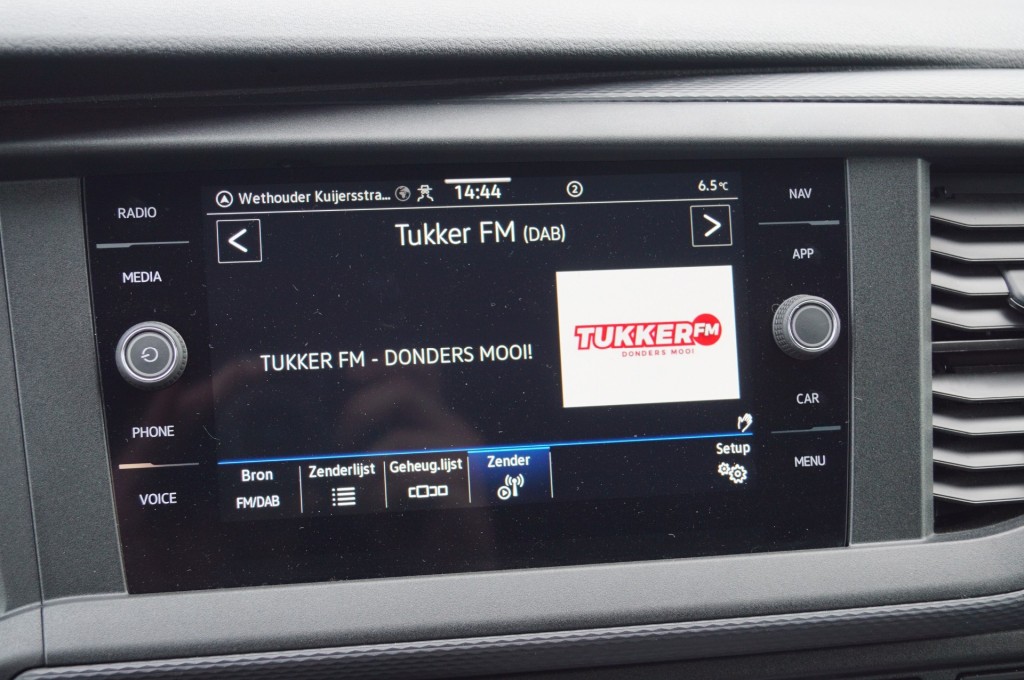 Wethouder Kuijersstra...
14:44
2
6.5°C
Tukker FM (DAB)
TUKKER FM - DONDERS MOOI!
TUKKER FM
DONDERS MOOI
Bron
FM/DAB
Zenderlijst
Geheug.lijst
Zender
Setup
RADIO
MEDIA
PHONE
VOICE
NAV
APP
CAR
MENU